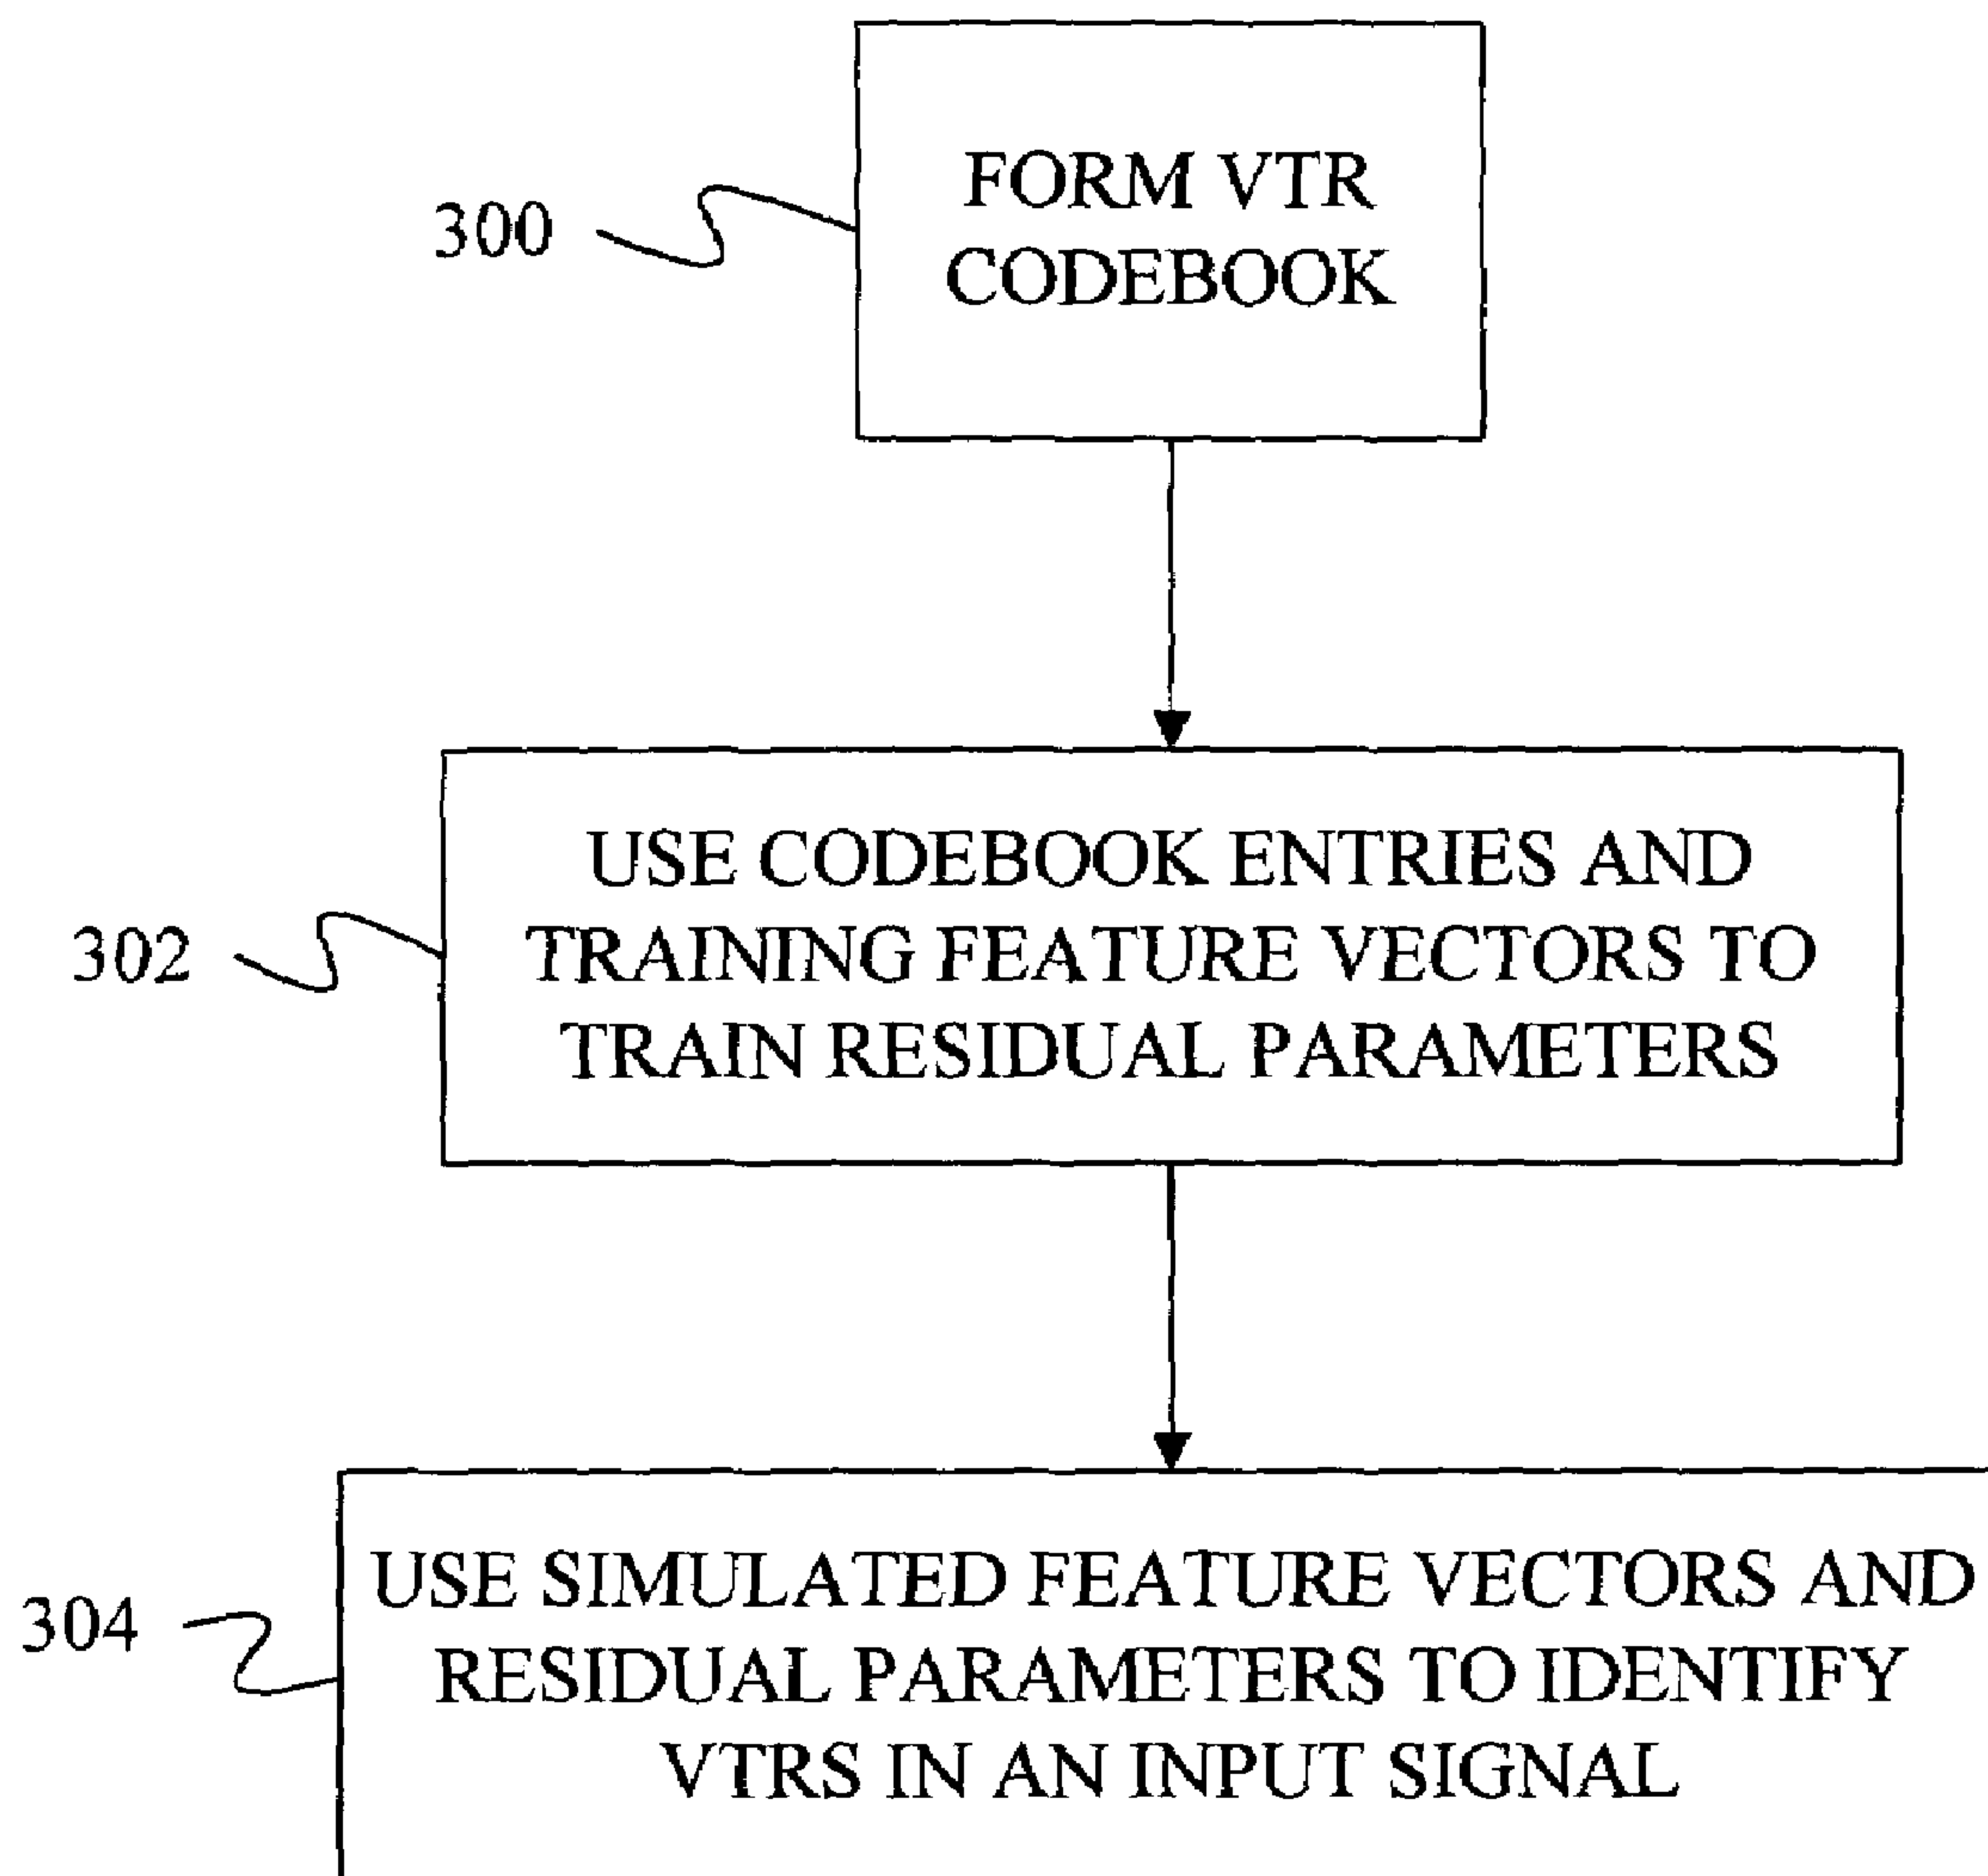 300
FORM VTR
CODEBOOK
302
USE CODEBOOK ENTRIES AND
TRAINING FEATURE VECTORS TO
TRAIN RESIDUAL PARAMETERS
304
USE SIMULATED FEATURE VECTORS AND
RESIDUAL PARAMETERS TO IDENTIFY
VTRS IN AN INPUT SIGNAL